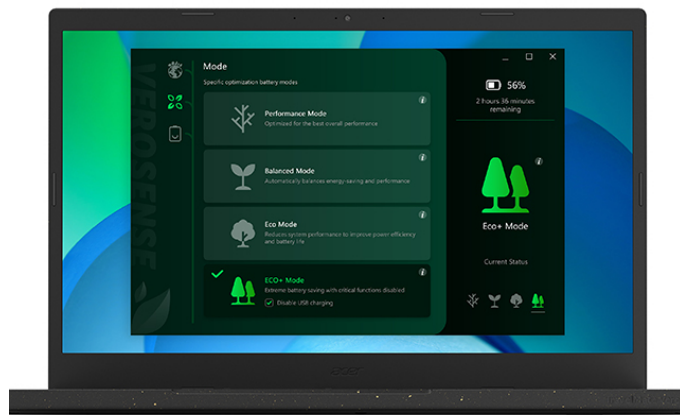 VEROSENSE
Mode
Specific optimization battery modes
Performance Mode
Optimized for the best overall performance
Balanced Mode
Automatically balances energy-saving and performance
Eco Mode
Reduces system performance to improve power efficiency
and battery life
ECO+ Mode
Extreme battery saving with critical functions disabled
Disable USB charging
56%
2 hours 36 minutes
remaining
Eco+ Mode
Current Status
acer